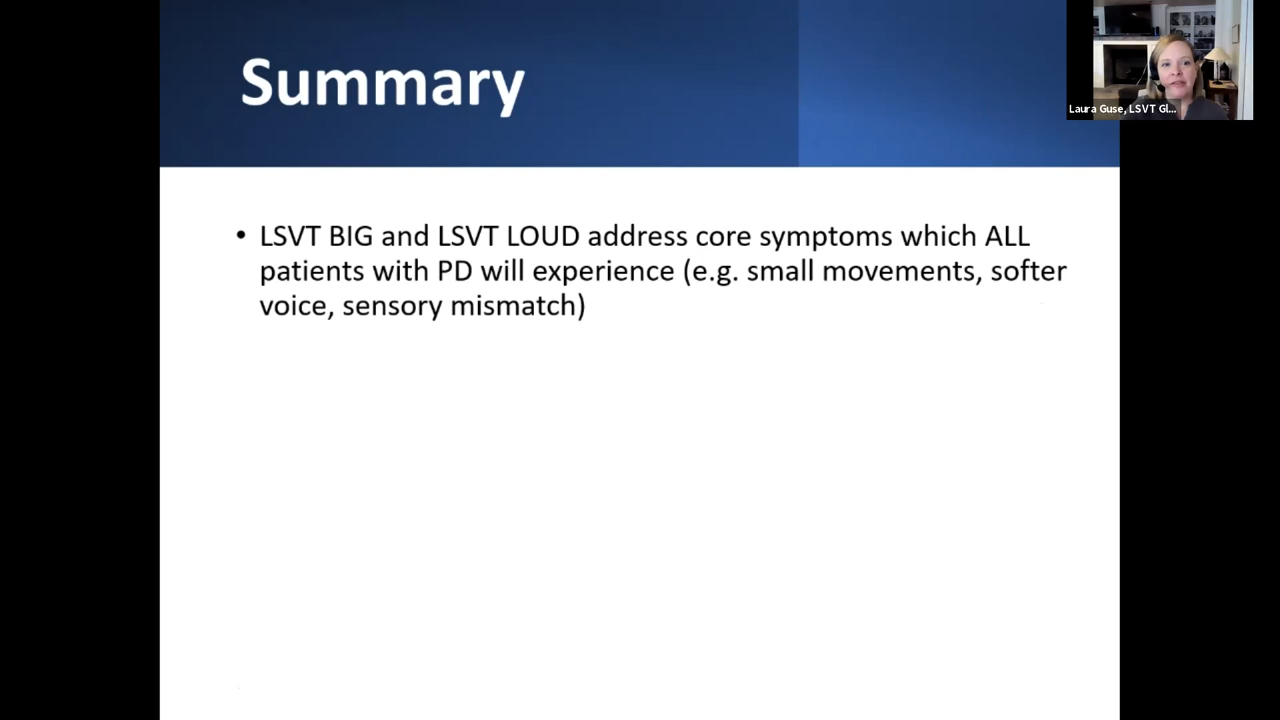 Summary
Laura Guse, LSVT Gl...
• LSVT BIG and LSVT LOUD address core symptoms which ALL
patients with PD will experience (e.g. small movements, softer
voice, sensory mismatch)